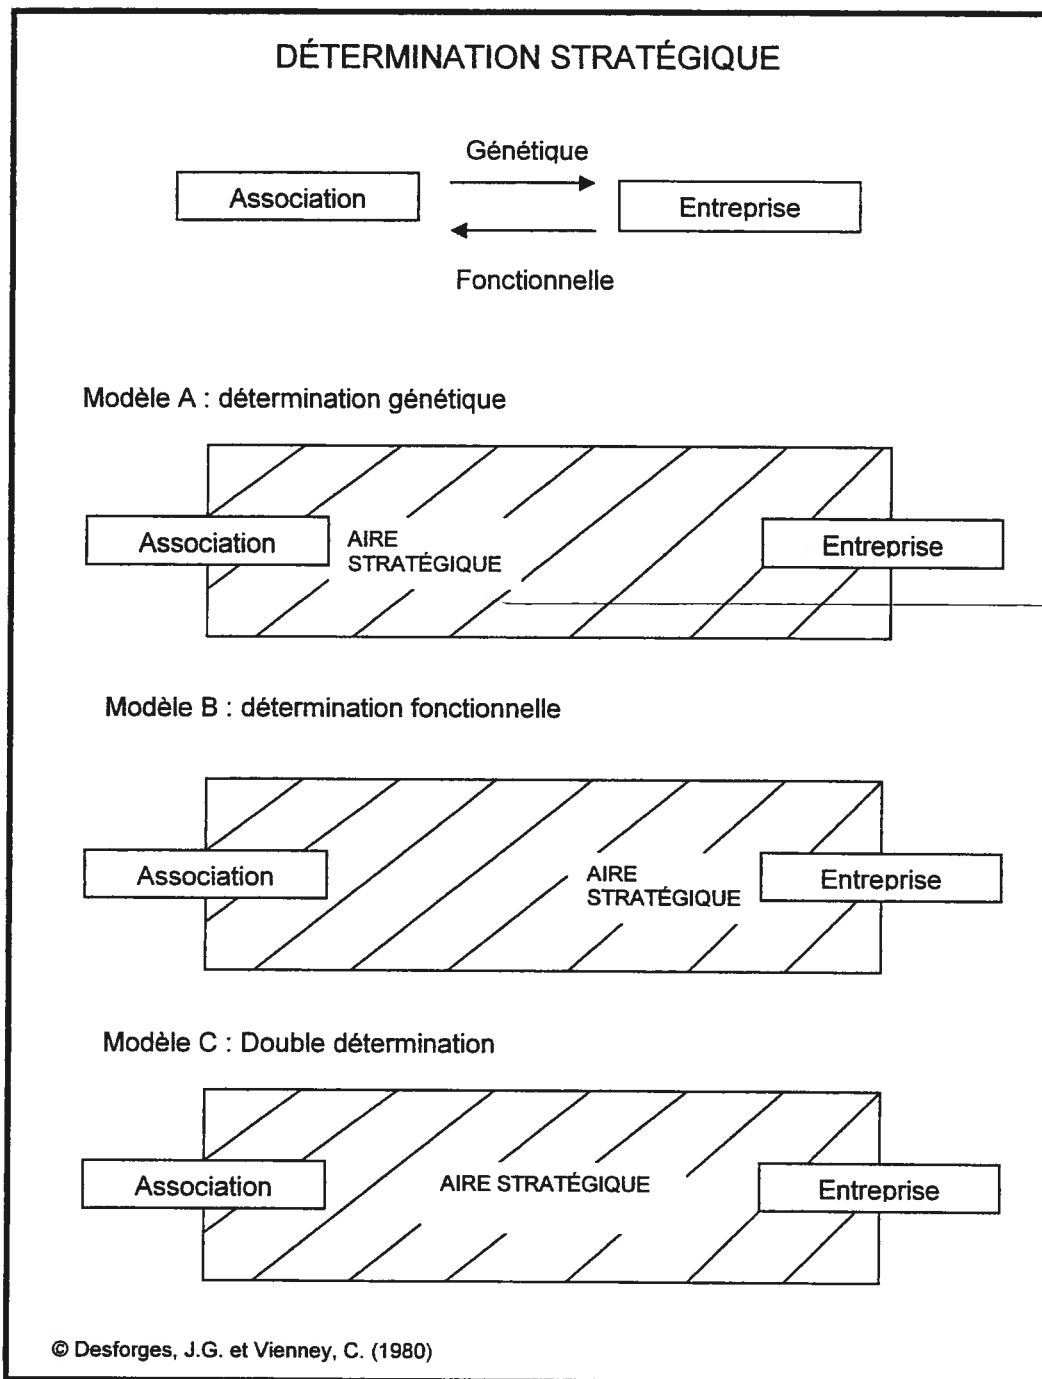 DÉTERMINATION STRATÉGIQUE
Génétique
Association
Entreprise
Fonctionnelle
Modèle A : détermination génétique
Association
AIRE
STRATÉGIQUE
Entreprise
Modèle B : détermination fonctionnelle
Association
AIRE
STRATÉGIQUE
Entreprise
Modèle C : Double détermination
Association
AIRE STRATÉGIQUE
Entreprise
© Desforges, J.G. et Vienney, C. (1980)